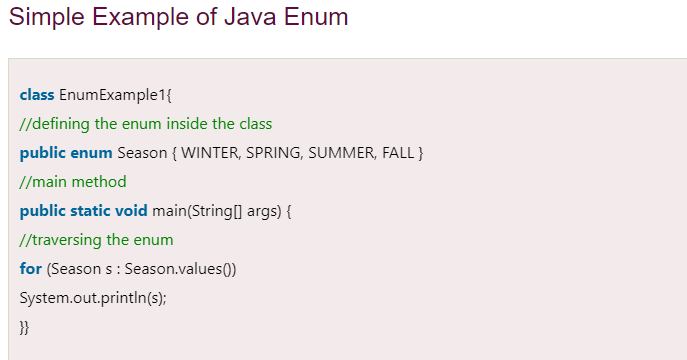 Simple Example of Java Enum
class EnumExample1{
//defining the enum inside the class
public enum Season { WINTER, SPRING, SUMMER, FALL }
//main method
public static void main(String[] args) {
//traversing the enum
for (Season s : Season.values())
System.out.println(s);
}}